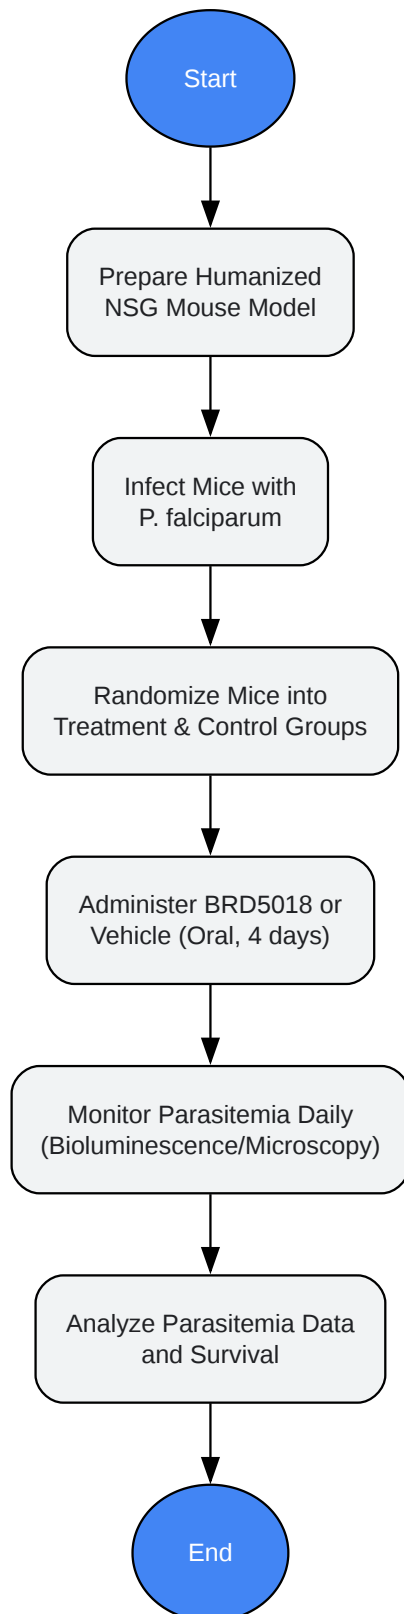 Start
Prepare Humanized
NSG Mouse Model
Infect Mice with
P. falciparum
Randomize Mice into
Treatment & Control Groups
Administer BRD5018 or
Vehicle (Oral, 4 days)
Monitor Parasitemia Daily
(Bioluminescence/Microscopy)
Analyze Parasitemia Data
and Survival
End